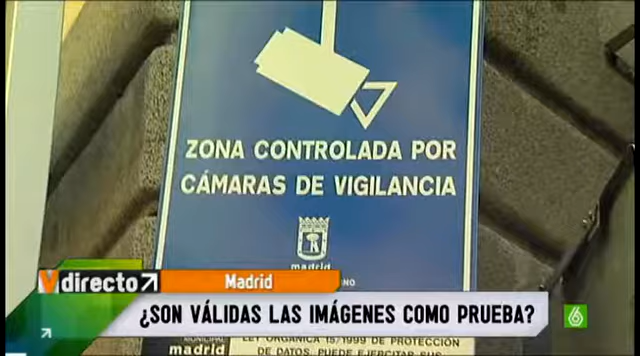 ZONA CONTROLADA POR
CÁMARAS DE VIGILANCIA
madrid
directo
Madrid
¿SON VÁLIDAS LAS IMÁGENES COMO PRUEBA?
6
madrid
LEY ORGÁNICA 15/1999 DE PROTECCIÓN
DE DATOS, PUEDE EJERCITAR SUS